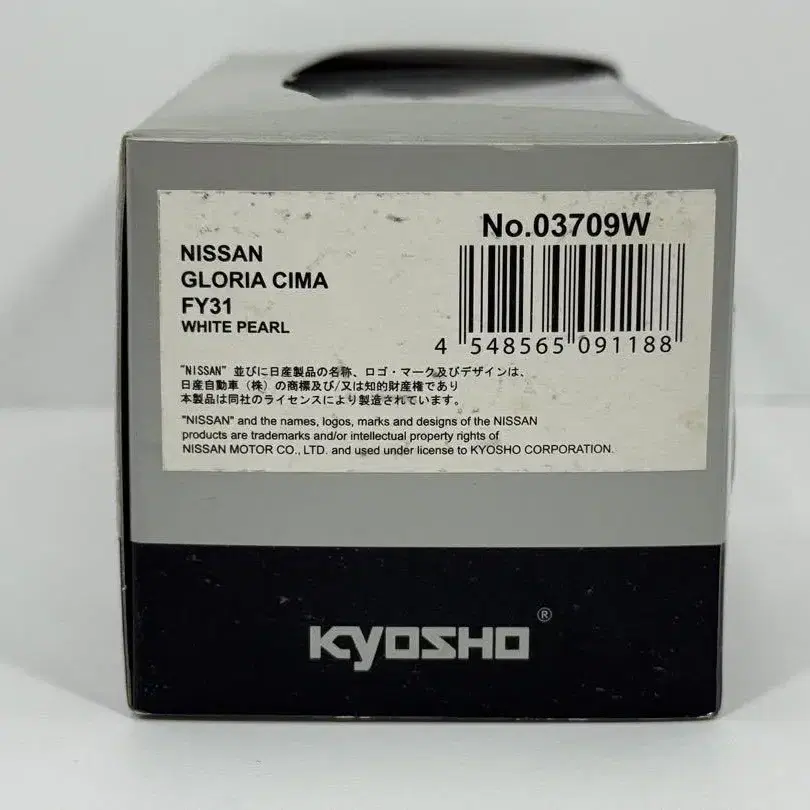 No.03709W
NISSAN
GLORIA CIMA
FY31
WHITE PEARL
4 548565 091188
"NISSAN" 並びに日産製品の名称、ロゴ・マーク及びデザインは、
日産自動車（株）の商標及び/又は知的財産権であり
本製品は同社のライセンスにより製造されています。
"NISSAN" and the names, logos, marks and designs of the NISSAN
products are trademarks and/or intellectual property rights of
NISSAN MOTOR CO., LTD. and used under license to KYOSHO CORPORATION.
KYOSHO®